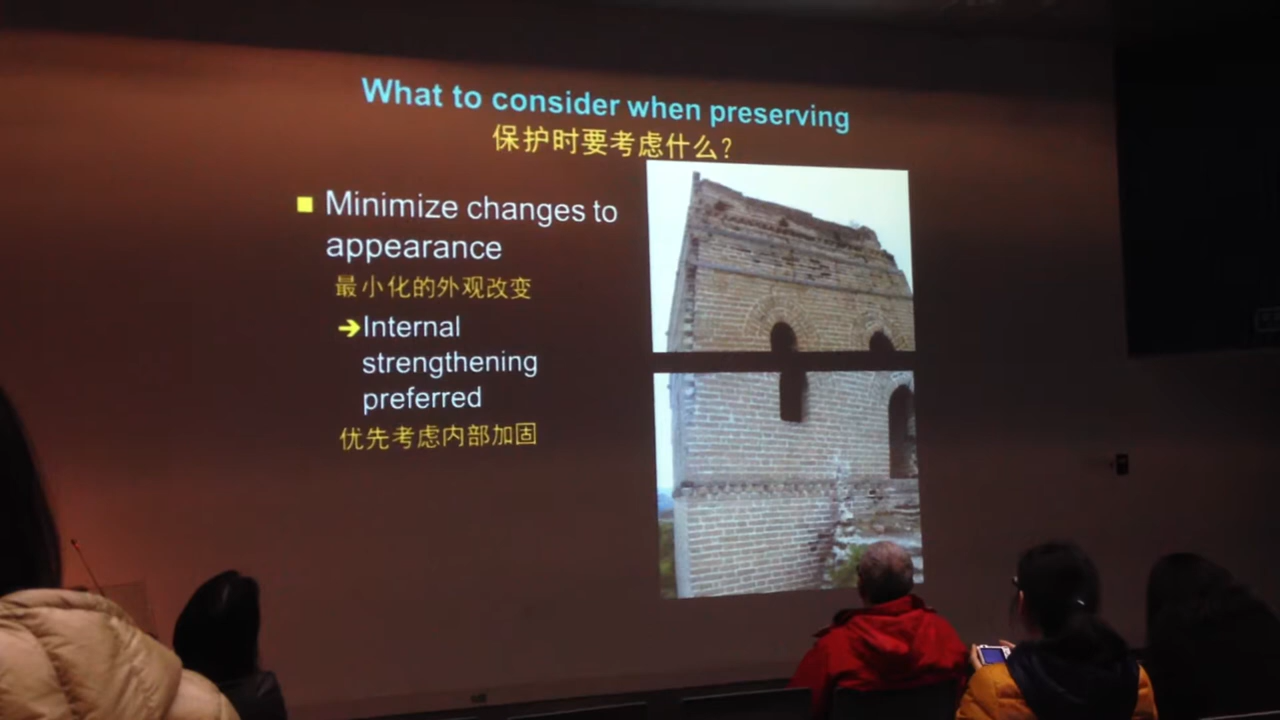 What to consider when preserving
保护时要考虑什么？
Minimize changes to
appearance
最小化的外观改变
Internal
strengthening
preferred
优先考虑内部加固